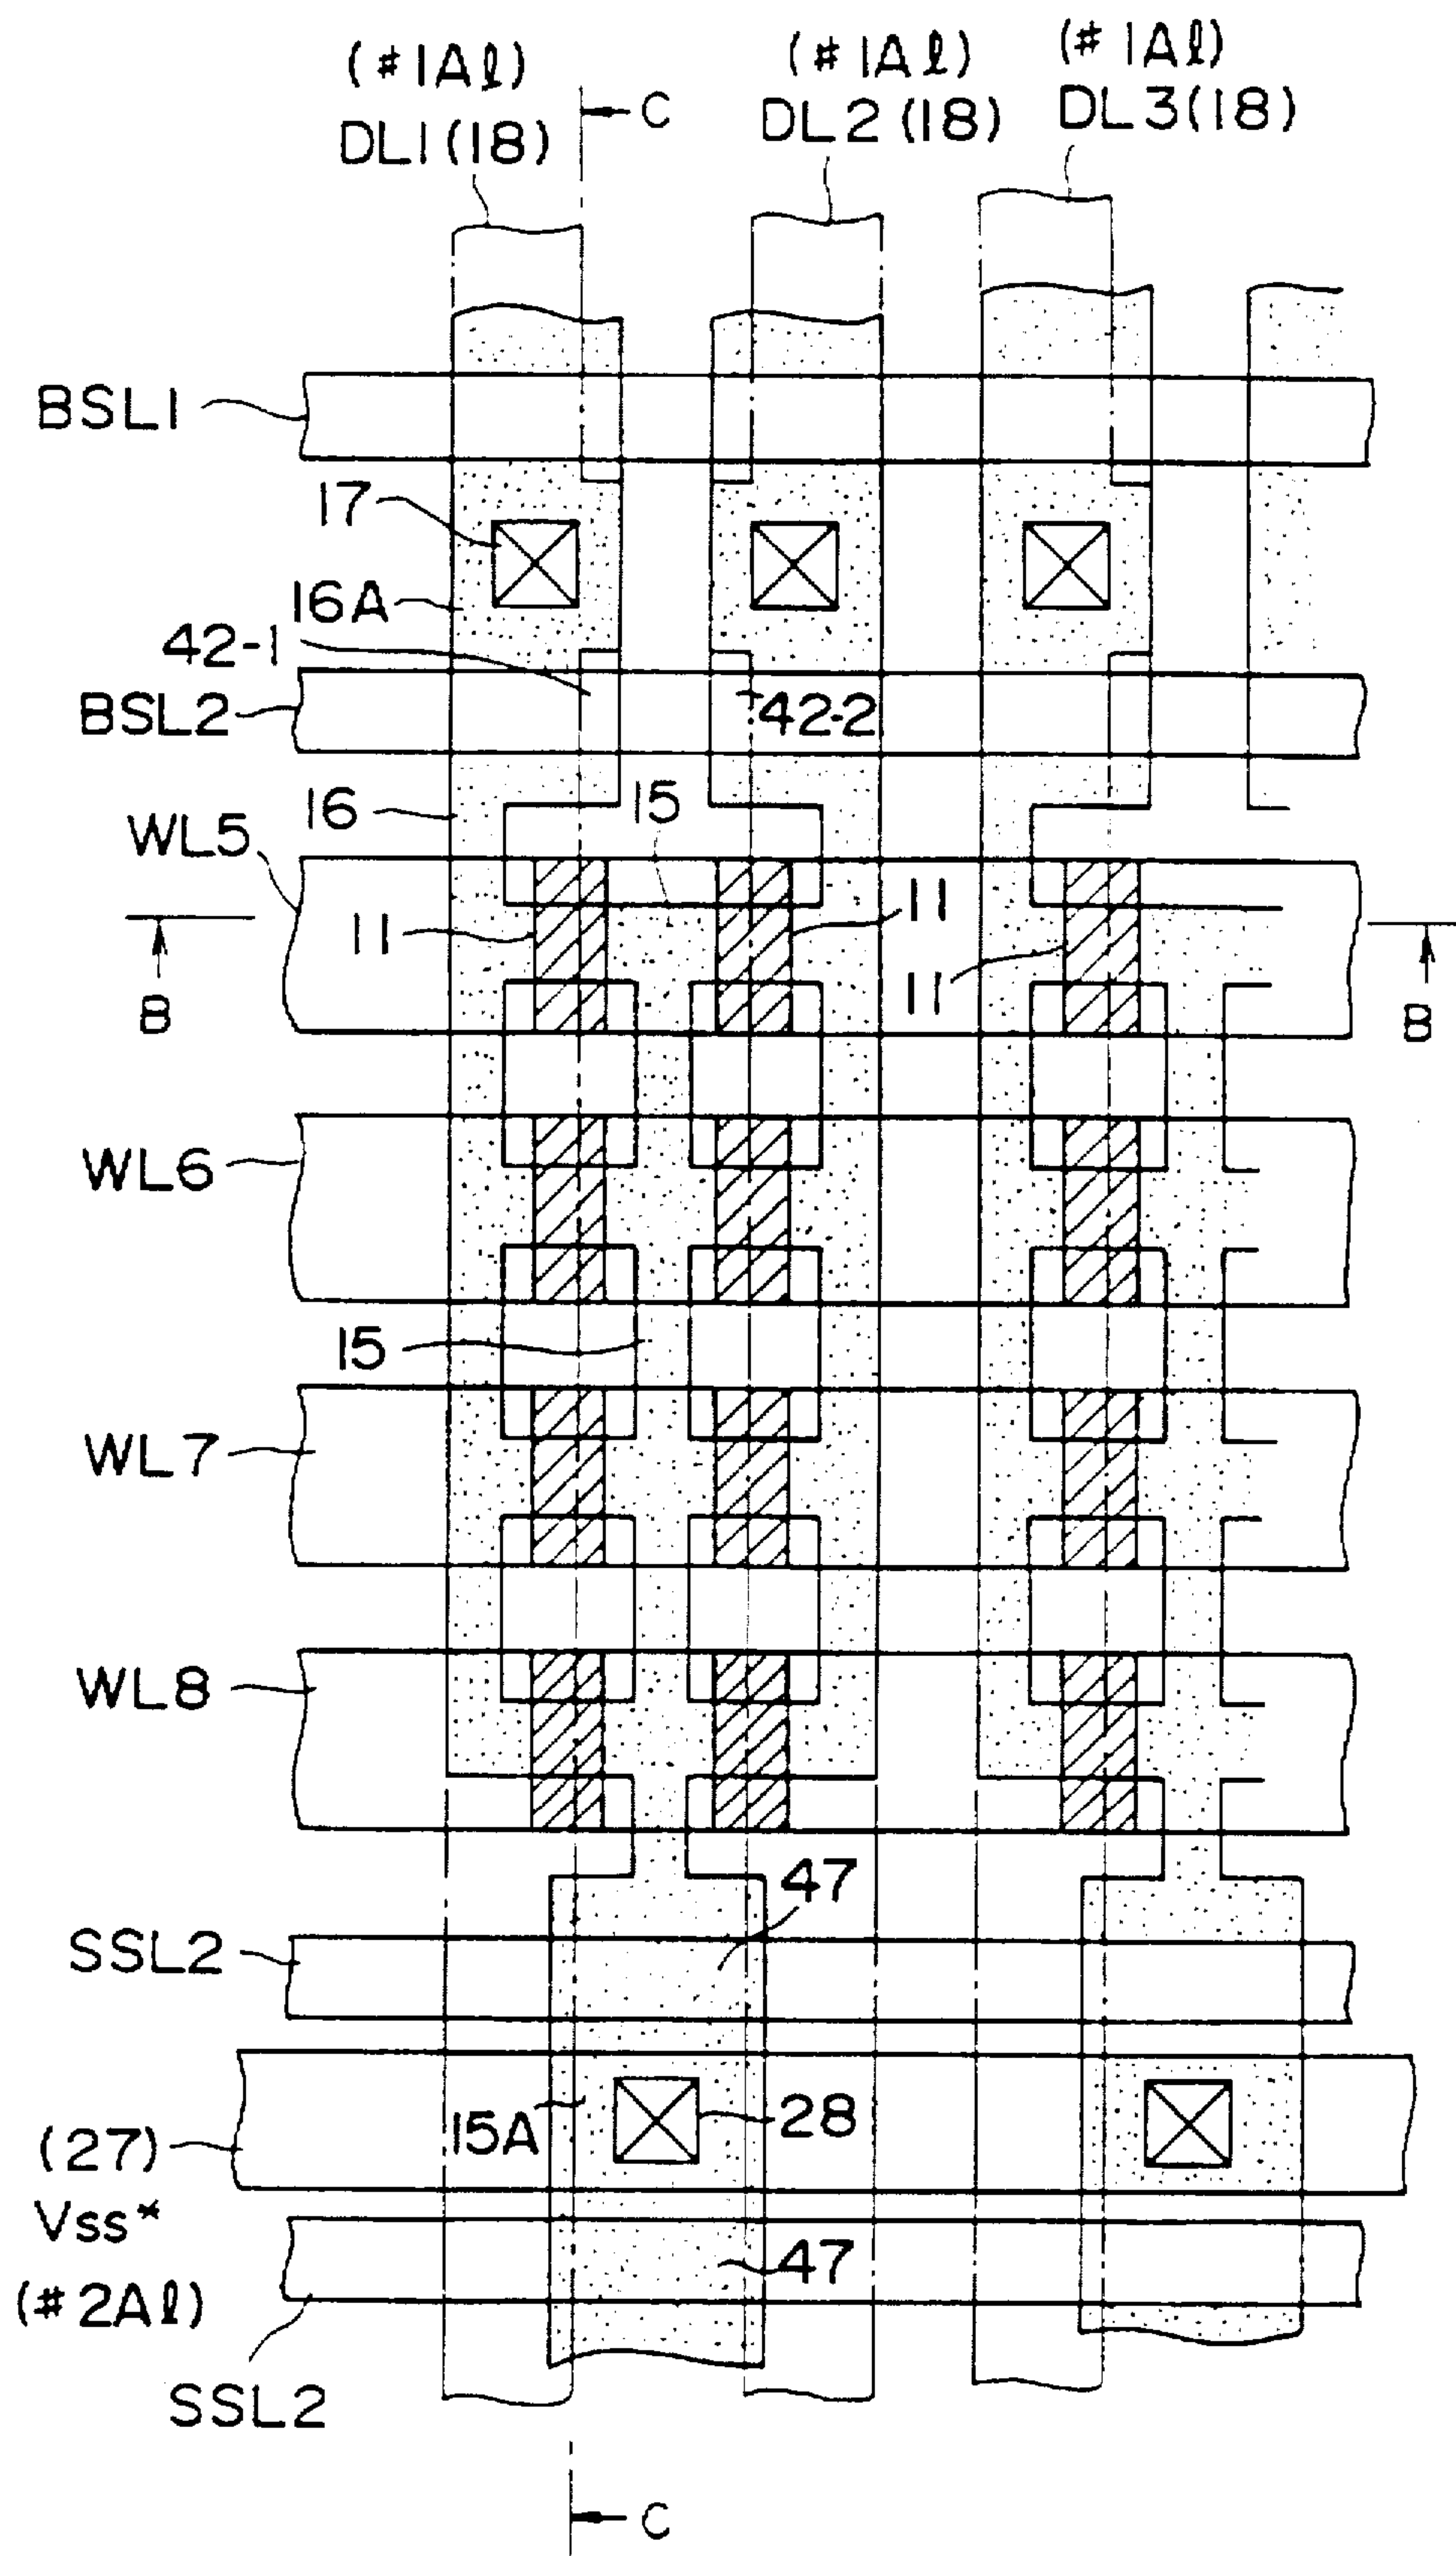 (#1Aℓ)
DL1(18)
C
(#1Aℓ)
DL2(18)
(#1Aℓ)
DL3(18)
BSL1
17
16A
42-1
BSL2
42-2
16
15
WL5
11
11
11
B
B
WL6
15
WL7
WL8
47
SSL2
15A
28
(27)
Vss*
(#2Aℓ)
47
SSL2
C